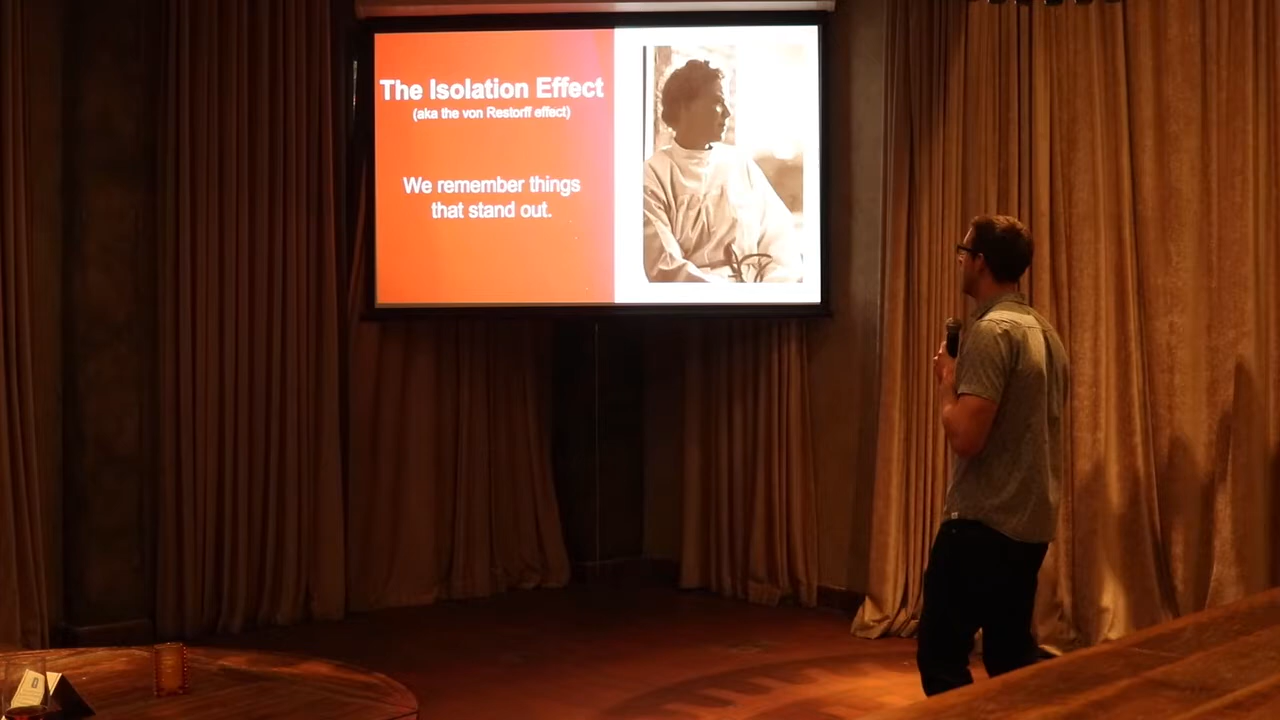 The Isolation Effect
(aka the von Restorff effect)
We remember things
that stand out.